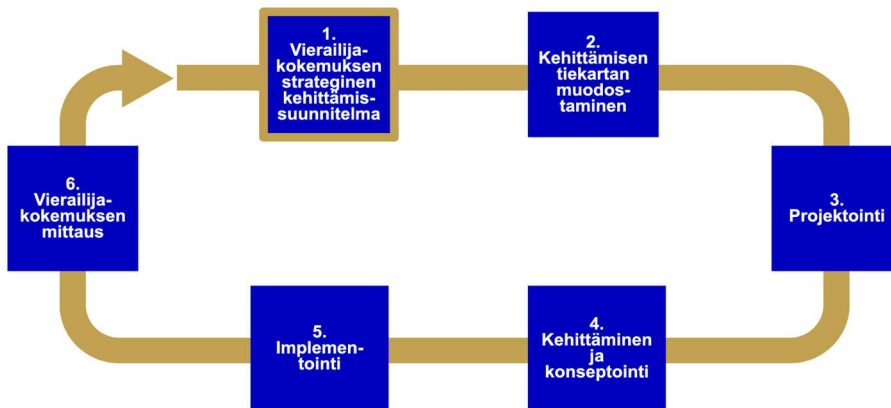 1.
Vierailija-
kokemuksen
strateginen
kehittämis-
suunnitelma
2.
Kehittämisen
tiekartan
muodos-
taminen
3.
Projektointi
4.
Kehittäminen
ja
konseptointi
5.
Implemen-
tointi
6.
Vierailija-
kokemuksen
mittaus